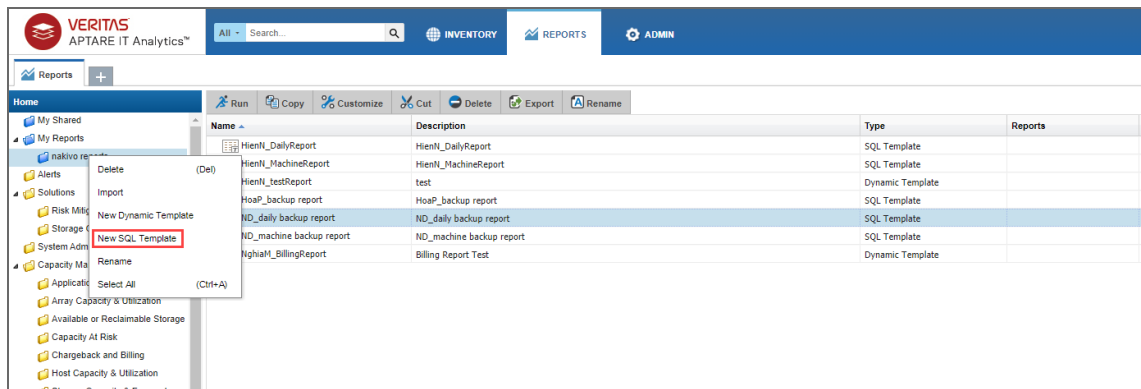 VERITAS
APTARE IT Analytics™
All Search... INVENTORY REPORTS ADMIN
Reports +
Home Run Copy Customize Cut Delete Export Rename
My Shared Name Description Type Reports
My Reports HienN_DailyReport HienN_DailyReport SQL Template
nakivo reports HienN_MachineReport HienN_MachineReport SQL Template
Alerts Delete (Del) HienN_testReport test Dynamic Template
Solutions Import HoaP_backup report HoaP_backup report SQL Template
Risk New Dynamic Template ND_daily backup report ND_daily backup report SQL Template
Storage New SQL Template ND_machine backup report ND_machine backup report SQL Template
System NghiaM_BillingReport Billing Report Test Dynamic Template
Capacity Rename
Select All (Ctrl+A)
Array Capacity & Utilization
Available or Reclaimable Storage
Capacity At Risk
Chargeback and Billing
Host Capacity & Utilization